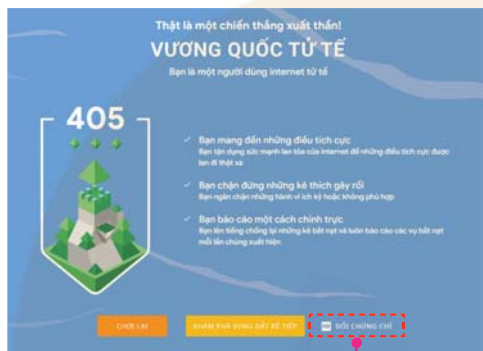 Thật là một chiến thắng xuất thần!
VƯƠNG QUỐC TỬ TẾ
Bạn là một người dùng internet tử tế
405
Bạn mang đến những điều tích cực
Bạn tận dụng sức mạnh lan tỏa của internet để những điều tích cực được
lan đi thật xa
Bạn chặn đứng những kẻ thích gây rối
Bạn ngăn chặn những hành vi ích kỷ hoặc không phù hợp
Bạn báo cáo một cách chính trực
Bạn lên tiếng chống lại những kẻ bắt nạt và luôn báo cáo các vụ bắt nạt
mỗi lần chúng xuất hiện
CHƠI LẠI
KHÁM PHÁ VÙNG ĐẤT KẾ TIẾP
ĐỔI CHỨNG CHỈ